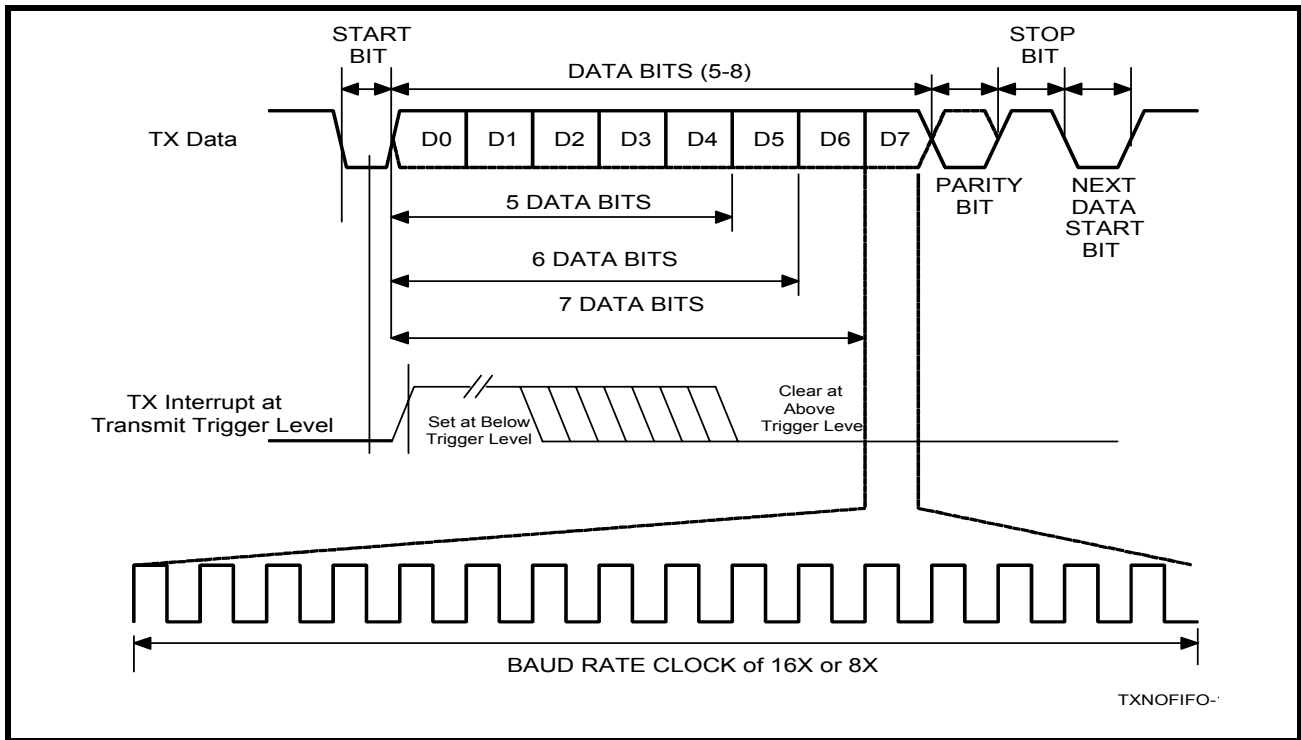 START
BIT
STOP
BIT
DATA BITS (5-8)
TX Data
D0 D1 D2 D3 D4 D5 D6 D7
PARITY
BIT
NEXT
DATA
START
BIT
5 DATA BITS
6 DATA BITS
7 DATA BITS
TX Interrupt at
Transmit Trigger Level
Set at Below
Trigger Level
Clear at
Above
Trigger Level
BAUD RATE CLOCK of 16X or 8X
TXNOFIFO-